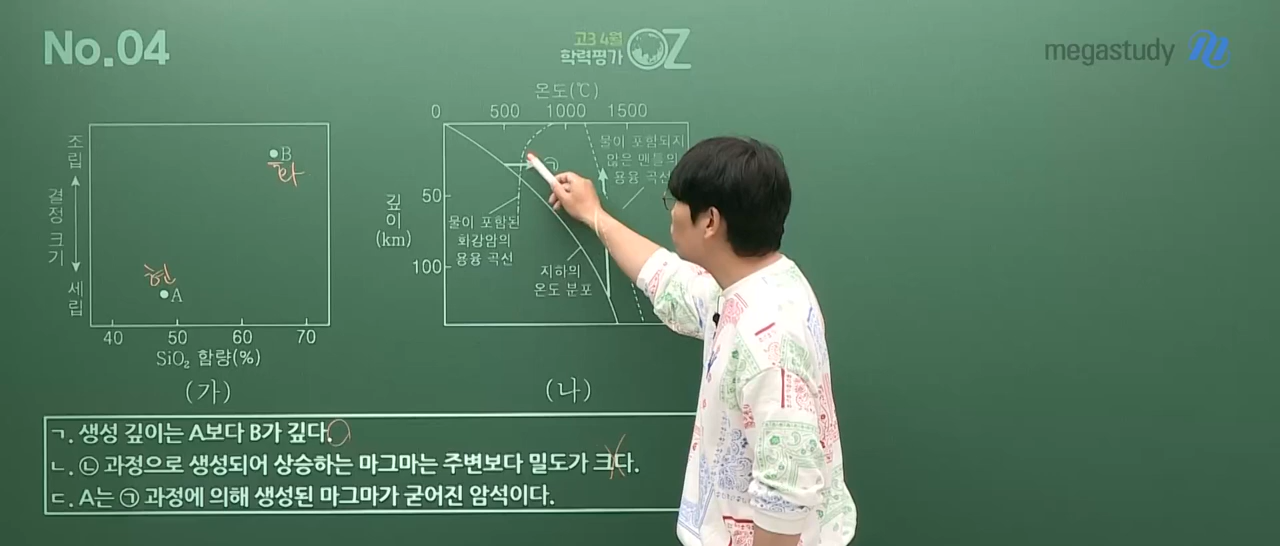 No.04
고3 4월
학력평가 OZ
megastudy
조립
결정 크기
세립
B
화
현
A
40 50 60 70
SiO₂ 함량(%)
(가)
온도(℃)
0 500 1000 1500
깊이
(km)
50
100
㉠
물이 포함되지
않은 맨틀의
용융 곡선
물이 포함된
화강암의
용융 곡선
지하의
온도 분포
(나)
ㄱ. 생성 깊이는 A보다 B가 깊다.
ㄴ. ㉡ 과정으로 생성되어 상승하는 마그마는 주변보다 밀도가 크다.
ㄷ. A는 ㉠ 과정에 의해 생성된 마그마가 굳어진 암석이다.